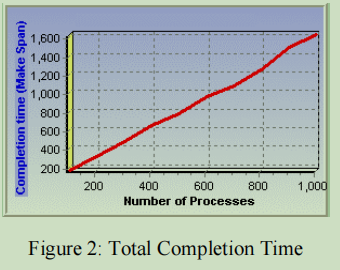 Completion time (Make Span)
1,600
1,400
1,200
1,000
800
600
400
200
200 400 600 800 1,000
Number of Processes
Figure 2: Total Completion Time